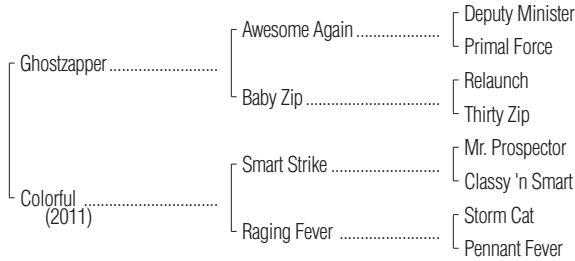 Deputy Minister
Awesome Again ....................
Primal Force
Ghostzapper ..........................
Relaunch
Baby Zip .................................
Thirty Zip
Mr. Prospector
Smart Strike ...........................
Classy 'n Smart
Colorful ................................
(2011)
Storm Cat
Raging Fever .........................
Pennant Fever